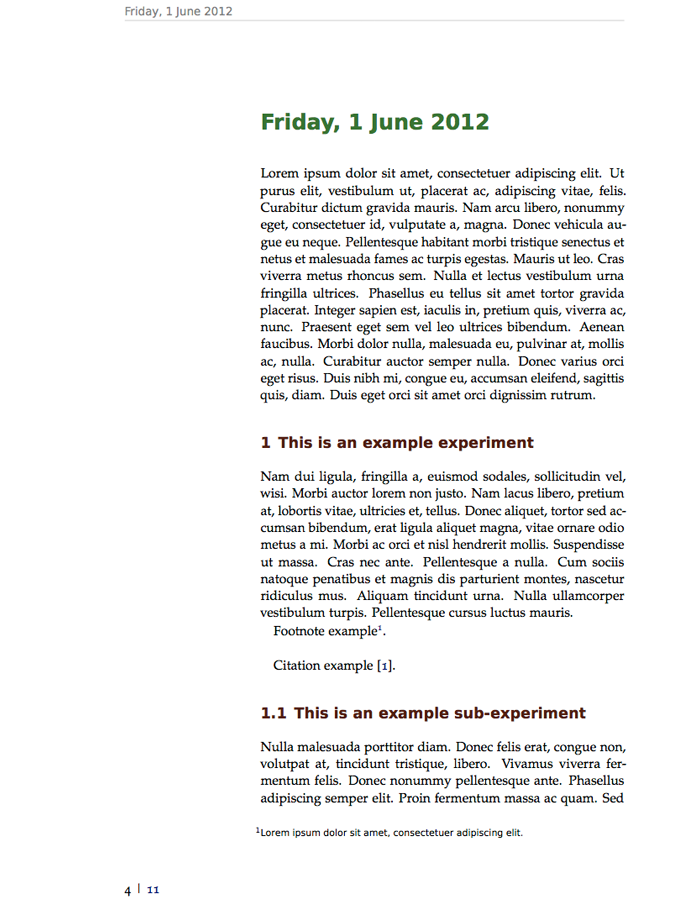 Friday, 1 June 2012
Friday, 1 June 2012
Lorem ipsum dolor sit amet, consectetuer adipiscing elit. Ut
purus elit, vestibulum ut, placerat ac, adipiscing vitae, felis.
Curabitur dictum gravida mauris. Nam arcu libero, nonummy
eget, consectetuer id, vulputate a, magna. Donec vehicula au-
gue eu neque. Pellentesque habitant morbi tristique senectus et
netus et malesuada fames ac turpis egestas. Mauris ut leo. Cras
viverra metus rhoncus sem. Nulla et lectus vestibulum urna
fringilla ultrices. Phasellus eu tellus sit amet tortor gravida
placerat. Integer sapien est, iaculis in, pretium quis, viverra ac,
nunc. Praesent eget sem vel leo ultrices bibendum. Aenean
faucibus. Morbi dolor nulla, malesuada eu, pulvinar at, mollis
ac, nulla. Curabitur auctor semper nulla. Donec varius orci
eget risus. Duis nibh mi, congue eu, accumsan eleifend, sagittis
quis, diam. Duis eget orci sit amet orci dignissim rutrum.
1 This is an example experiment
Nam dui ligula, fringilla a, euismod sodales, sollicitudin vel,
wisi. Morbi auctor lorem non justo. Nam lacus libero, pretium
at, lobortis vitae, ultricies et, tellus. Donec aliquet, tortor sed ac-
cumsan bibendum, erat ligula aliquet magna, vitae ornare odio
metus a mi. Morbi ac orci et nisl hendrerit mollis. Suspendisse
ut massa. Cras nec ante. Pellentesque a nulla. Cum sociis
natoque penatibus et magnis dis parturient montes, nascetur
ridiculus mus. Aliquam tincidunt urna. Nulla ullamcorper
vestibulum turpis. Pellentesque cursus luctus mauris.
Footnote example¹.
Citation example [1].
1.1 This is an example sub-experiment
Nulla malesuada porttitor diam. Donec felis erat, congue non,
volutpat at, tincidunt tristique, libero. Vivamus viverra fer-
mentum felis. Donec nonummy pellentesque ante. Phasellus
adipiscing semper elit. Proin fermentum massa ac quam. Sed
¹Lorem ipsum dolor sit amet, consectetuer adipiscing elit.
4 | 11